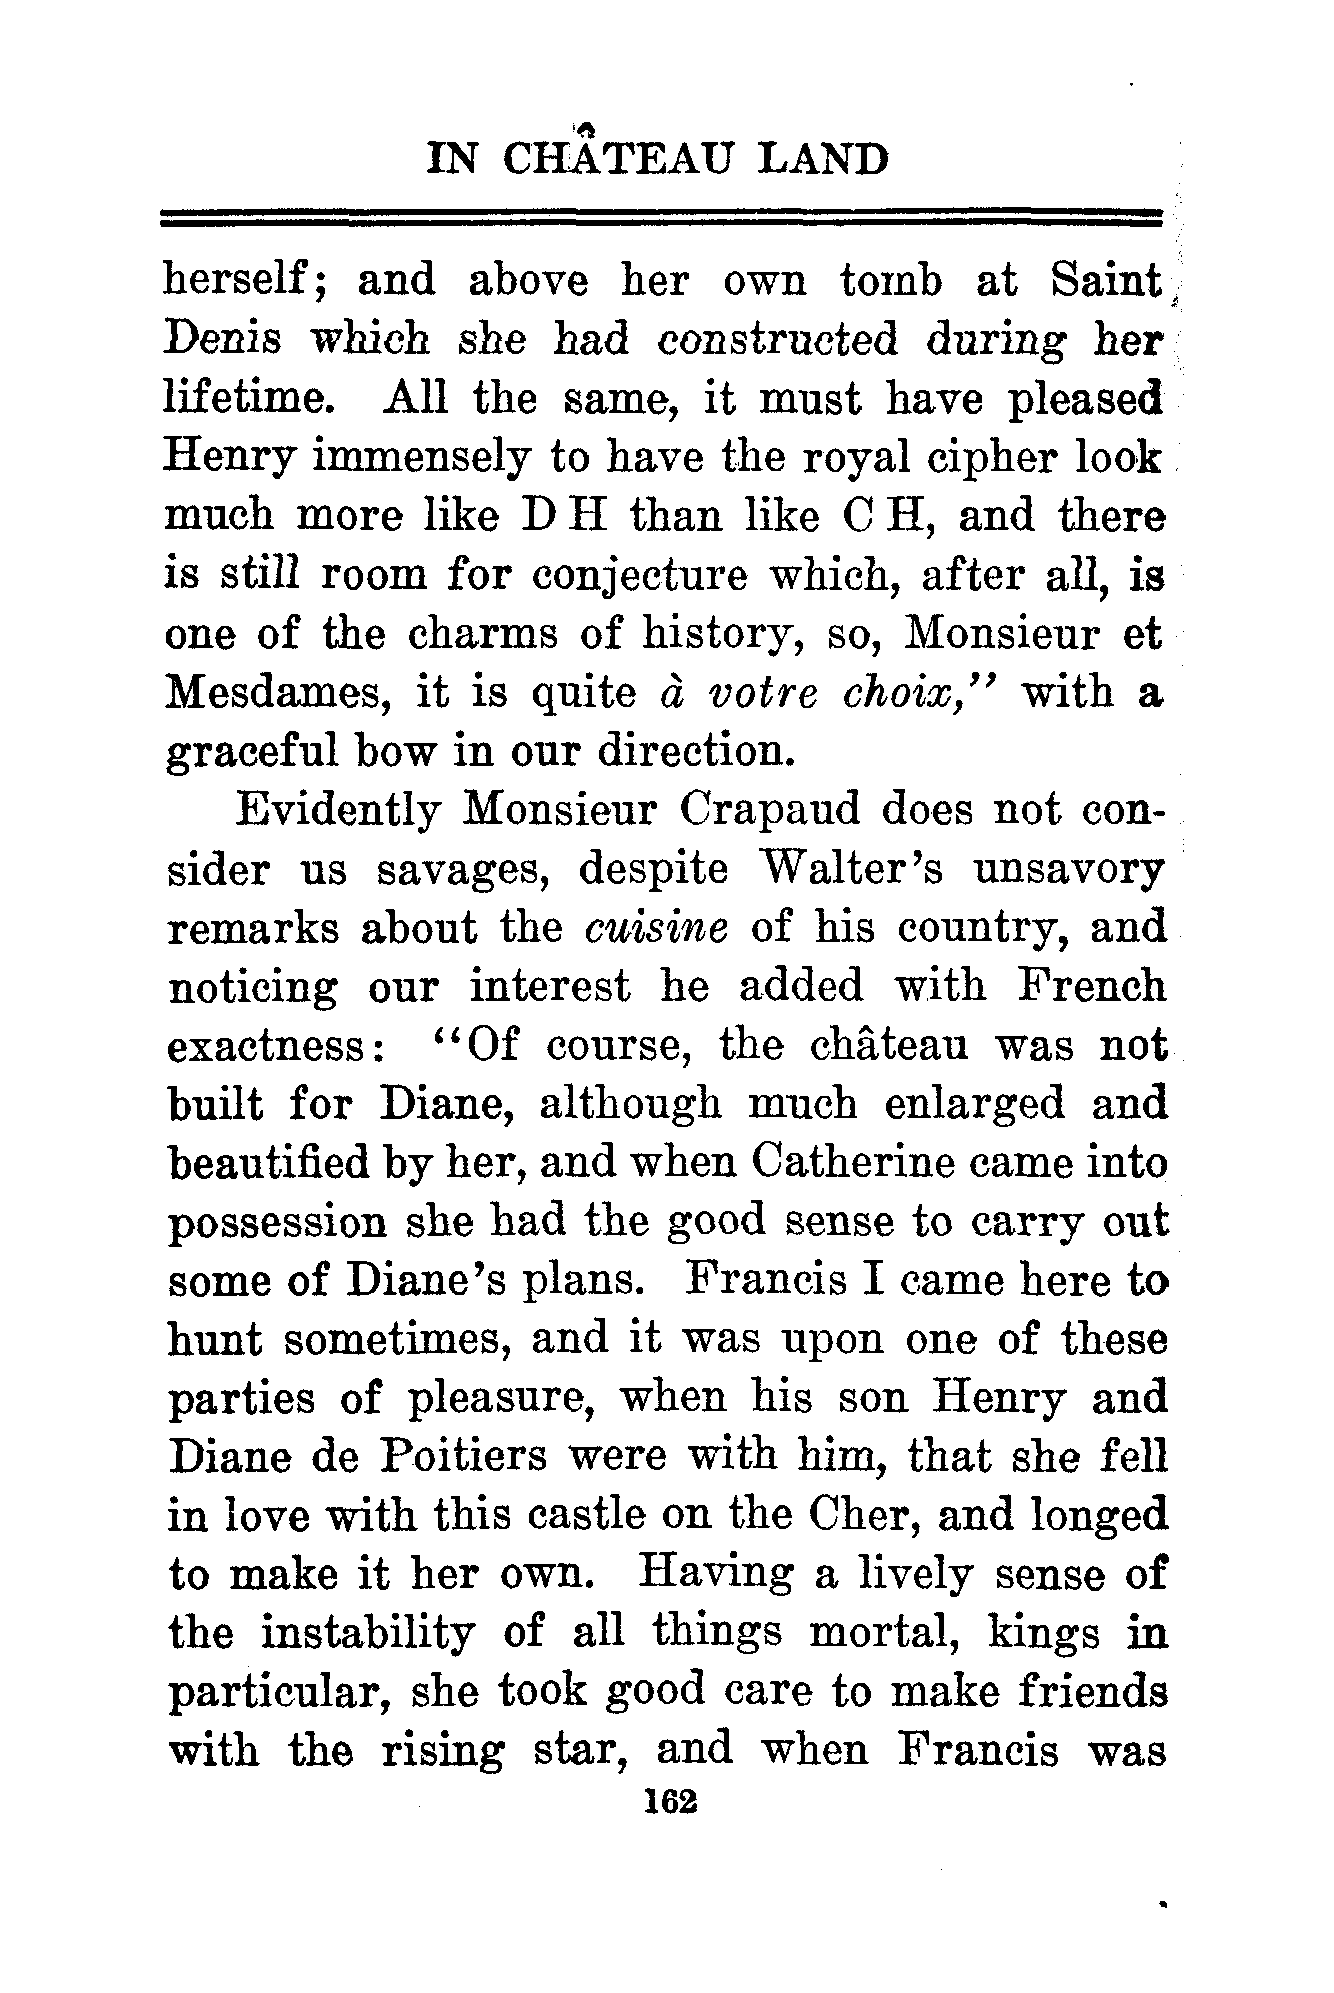 IN CHÂTEAU LAND
herself; and above her own tomb at Saint
Denis which she had constructed during her
lifetime. All the same, it must have pleased
Henry immensely to have the royal cipher look
much more like D H than like C H, and there
is still room for conjecture which, after all, is
one of the charms of history, so, Monsieur et
Mesdames, it is quite à votre choix,” with a
graceful bow in our direction.
Evidently Monsieur Crapaud does not con-
sider us savages, despite Walter’s unsavory
remarks about the cuisine of his country, and
noticing our interest he added with French
exactness: “Of course, the château was not
built for Diane, although much enlarged and
beautified by her, and when Catherine came into
possession she had the good sense to carry out
some of Diane’s plans. Francis I came here to
hunt sometimes, and it was upon one of these
parties of pleasure, when his son Henry and
Diane de Poitiers were with him, that she fell
in love with this castle on the Cher, and longed
to make it her own. Having a lively sense of
the instability of all things mortal, kings in
particular, she took good care to make friends
with the rising star, and when Francis was
162